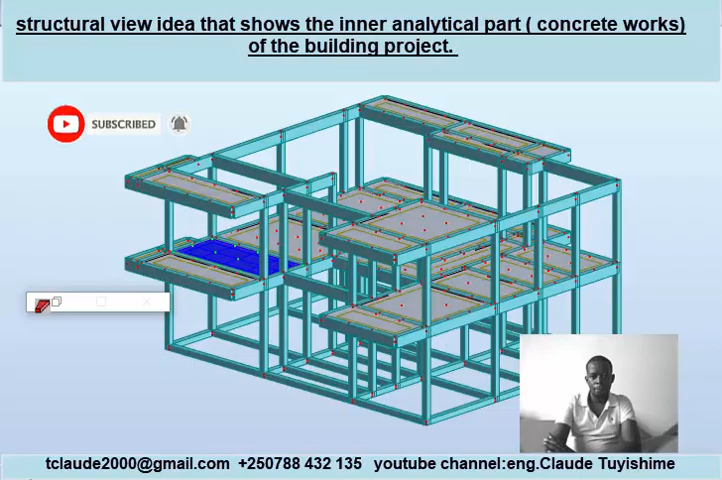 structural view idea that shows the inner analytical part ( concrete works)
of the building project.
SUBSCRIBED
tclaude2000@gmail.com +250788 432 135 youtube channel:eng.Claude Tuyishime